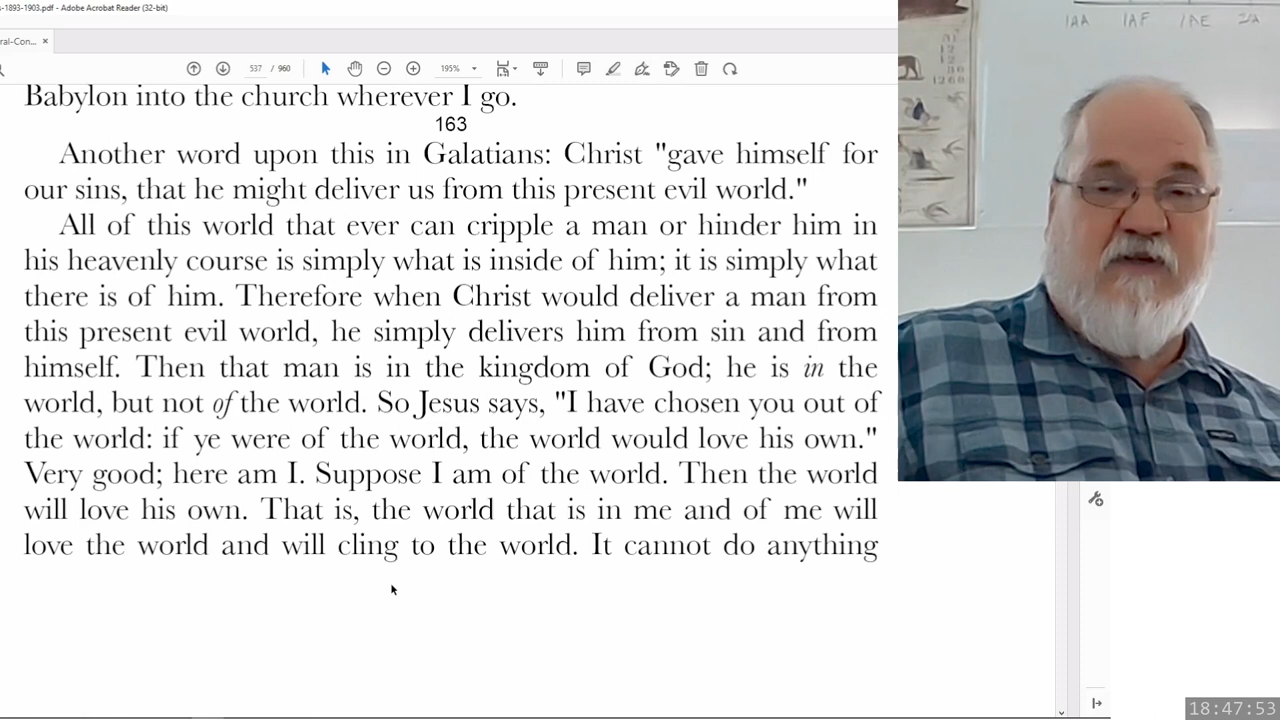 s-1893-1903.pdf - Adobe Acrobat Reader (32-bit)
ral-Con... ×
537 / 960 195%
Babylon into the church wherever I go.
163
Another word upon this in Galatians: Christ "gave himself for
our sins, that he might deliver us from this present evil world."
All of this world that ever can cripple a man or hinder him in
his heavenly course is simply what is inside of him; it is simply what
there is of him. Therefore when Christ would deliver a man from
this present evil world, he simply delivers him from sin and from
himself. Then that man is in the kingdom of God; he is in the
world, but not of the world. So Jesus says, "I have chosen you out of
the world: if ye were of the world, the world would love his own."
Very good; here am I. Suppose I am of the world. Then the world
will love his own. That is, the world that is in me and of me will
love the world and will cling to the world. It cannot do anything
1AA 1AF 1AE
1260
18:47:53